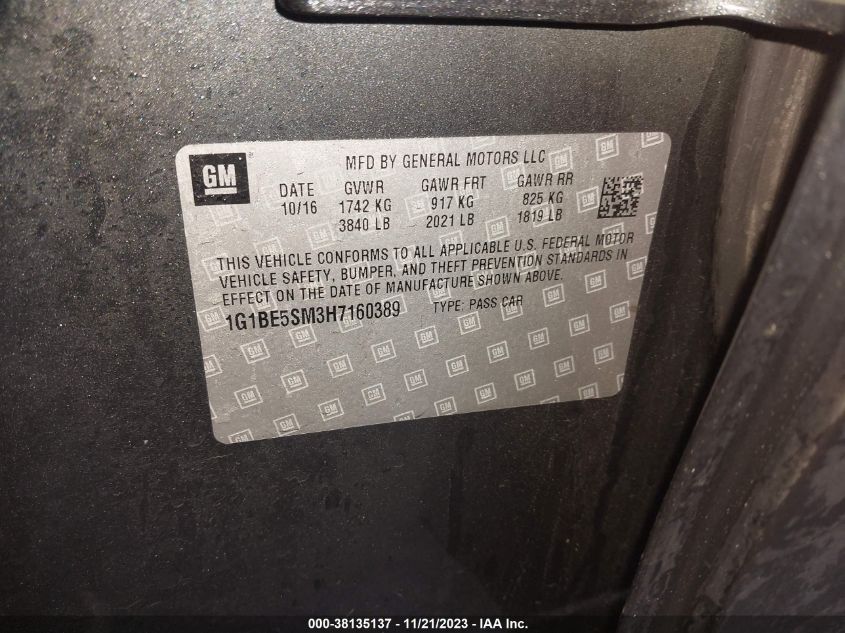 GM
MFD BY GENERAL MOTORS LLC
DATE GVWR GAWR FRT GAWR RR
10/16 1742 KG 917 KG 825 KG
3840 LB 2021 LB 1819 LB
THIS VEHICLE CONFORMS TO ALL APPLICABLE U.S. FEDERAL MOTOR
VEHICLE SAFETY, BUMPER, AND THEFT PREVENTION STANDARDS IN
EFFECT ON THE DATE OF MANUFACTURE SHOWN ABOVE.
1G1BE5SM3H7160389 TYPE: PASS CAR
000-38135137 - 11/21/2023 - IAA Inc.